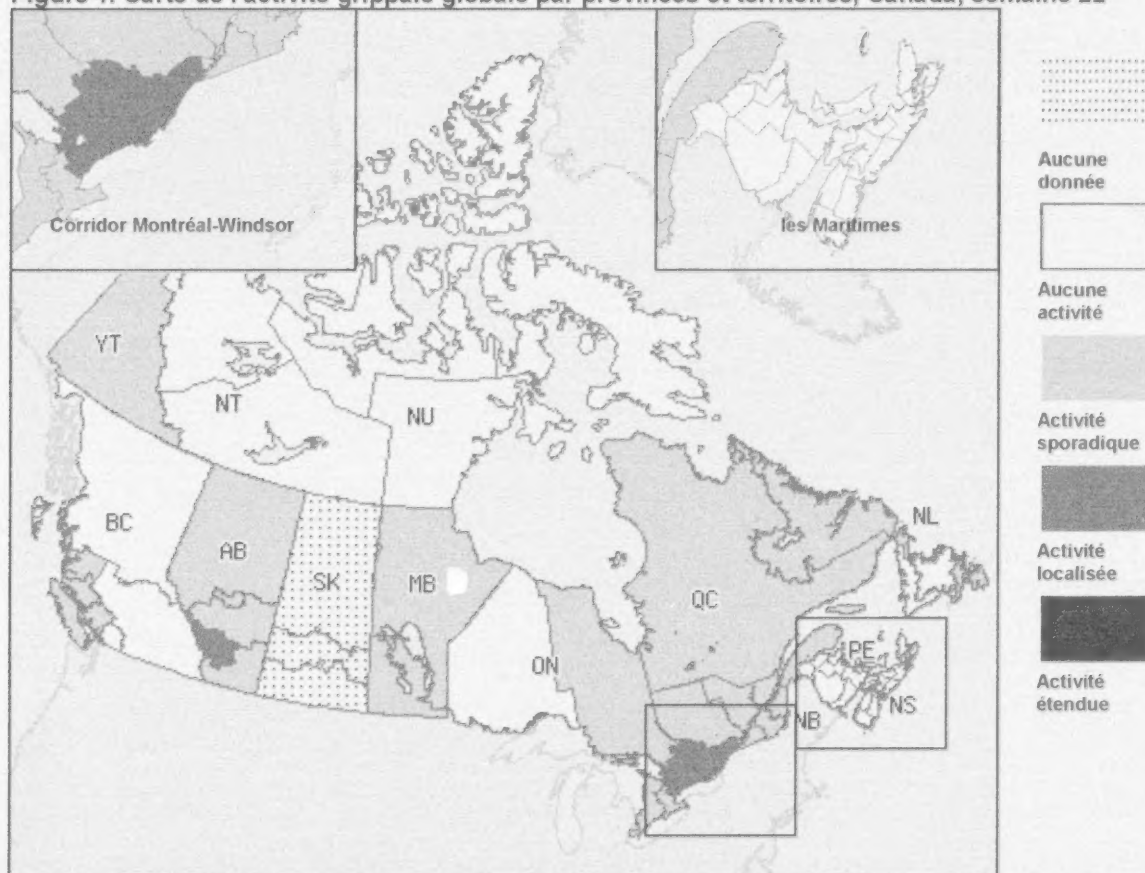 Corridor Montréal-Windsor
les Maritimes
YT
NT
NU
BC
AB
SK
MB
ON
QC
NL
PE
NB
NS
Aucune
donnée
Aucune
activité
Activité
sporadique
Activité
localisée
Activité
étendue